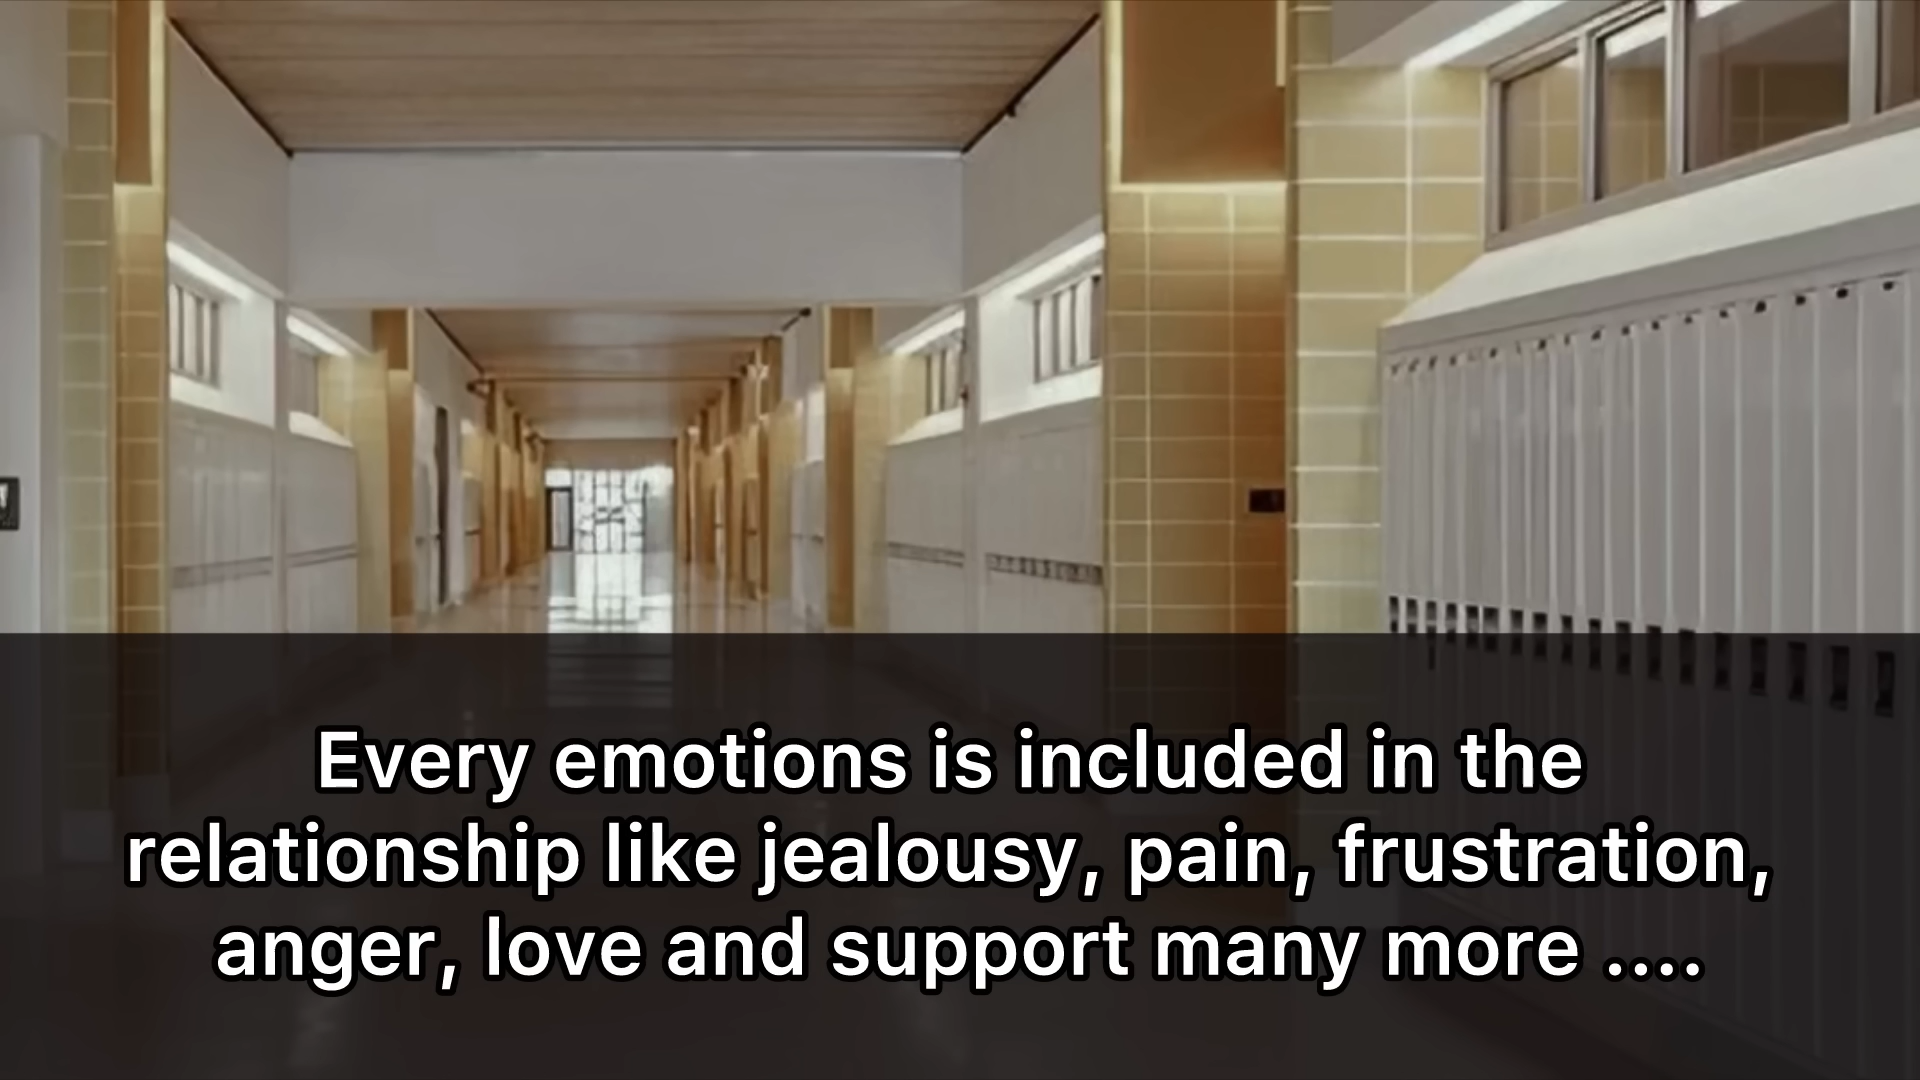 Every emotions is included in the
relationship like jealousy, pain, frustration,
anger, love and support many more ....